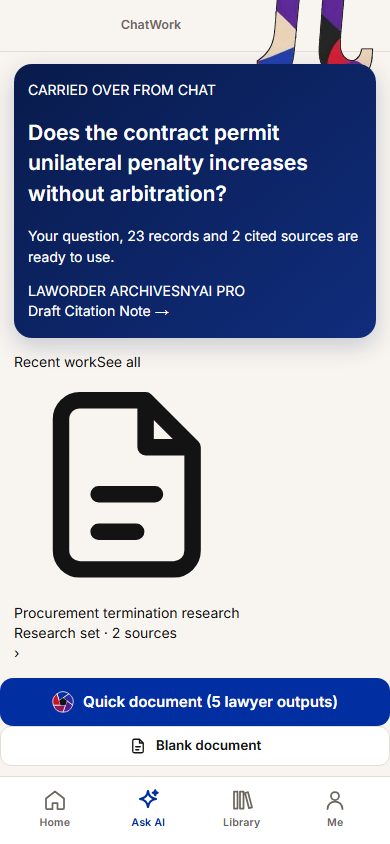 ChatWork
CARRIED OVER FROM CHAT
Does the contract permit
unilateral penalty increases
without arbitration?
Your question, 23 records and 2 cited sources are
ready to use.
LAWORDER ARCHIVESNYAI PRO
Draft Citation Note →
Recent workSee all
Procurement termination research
Research set · 2 sources
›
Quick document (5 lawyer outputs)
Blank document
Home
Ask AI
Library
Me